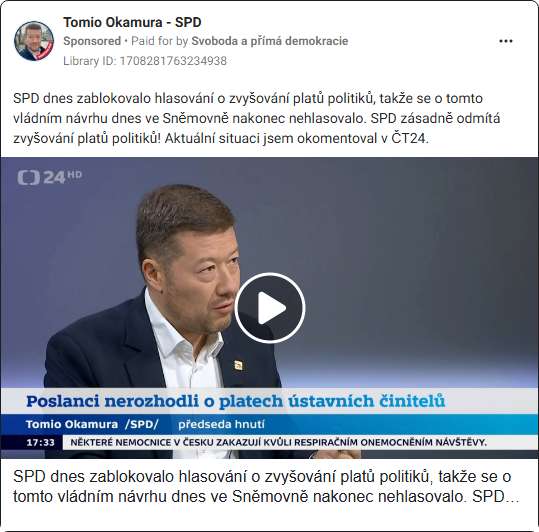 Tomio Okamura - SPD
Sponsored • Paid for by Svoboda a přímá demokracie
Library ID: 1708281763234938
SPD dnes zablokovalo hlasování o zvyšování platů politiků, takže se o tomto
vládním návrhu dnes ve Sněmovně nakonec nehlasovalo. SPD zásadně odmítá
zvyšování platů politiků! Aktuální situaci jsem okomentoval v ČT24.
24 HD
Poslanci nerozhodli o platech ústavních činitelů
Tomio Okamura /SPD/ předseda hnutí
17:33 NĚKTERÉ NEMOCNICE V ČESKU ZAKAZUJÍ KVŮLI RESPIRAČNÍM ONEMOCNĚNÍM NÁVŠTĚVY.
SPD dnes zablokovalo hlasování o zvyšování platů politiků, takže se o
tomto vládním návrhu dnes ve Sněmovně nakonec nehlasovalo. SPD...